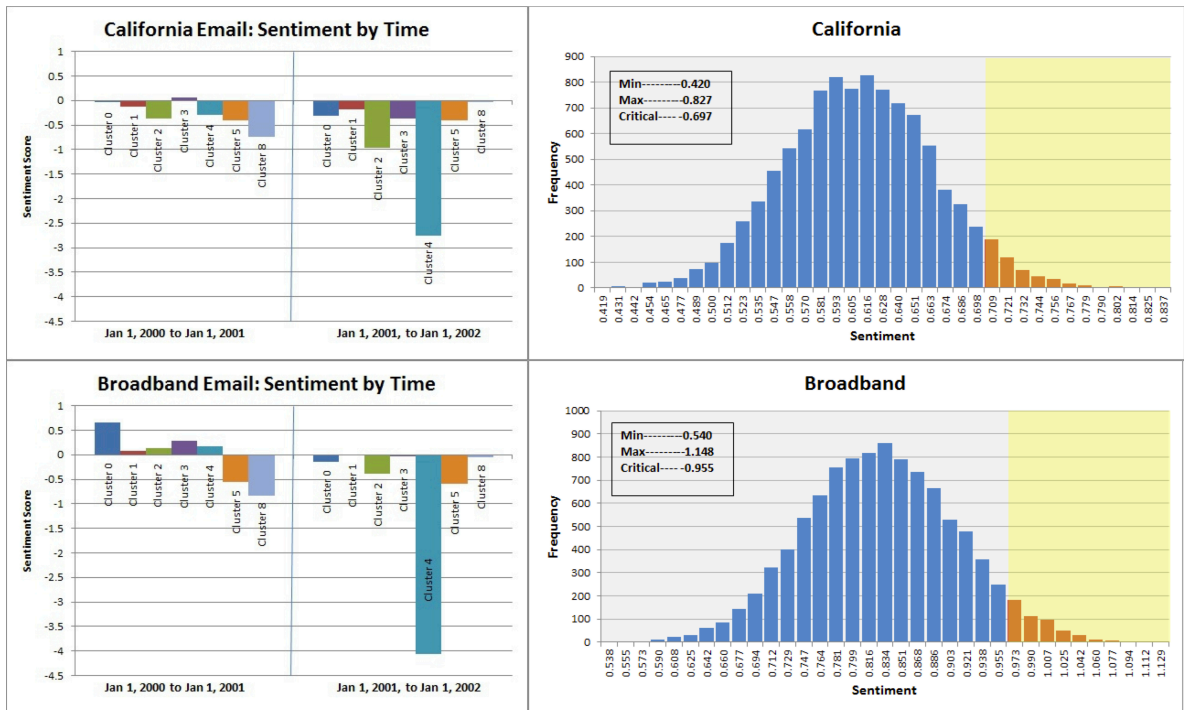 California Email: Sentiment by Time
1
0.5
0
-0.5
-1
-1.5
-2
-2.5
-3
-3.5
-4
-4.5
Sentiment Score
Cluster 0
Cluster 1
Cluster 2
Cluster 3
Cluster 4
Cluster 5
Cluster 8
Cluster 0
Cluster 1
Cluster 2
Cluster 3
Cluster 4
Cluster 5
Cluster 8
Jan 1, 2000 to Jan 1, 2001
Jan 1, 2001, to Jan 1, 2002
California
900
800
700
600
500
400
300
200
100
0
Frequency
Min---------0.420
Max--------0.827
Critical---- -0.697
0.419
0.431
0.442
0.454
0.465
0.477
0.489
0.500
0.512
0.523
0.535
0.547
0.558
0.570
0.581
0.593
0.605
0.616
0.628
0.640
0.651
0.663
0.674
0.686
0.698
0.709
0.721
0.732
0.744
0.756
0.767
0.779
0.790
0.802
0.814
0.825
0.837
Sentiment
Broadband Email: Sentiment by Time
1
0.5
0
-0.5
-1
-1.5
-2
-2.5
-3
-3.5
-4
-4.5
Sentiment Score
Cluster 0
Cluster 1
Cluster 2
Cluster 3
Cluster 4
Cluster 5
Cluster 8
Cluster 0
Cluster 1
Cluster 2
Cluster 3
Cluster 4
Cluster 5
Cluster 8
Jan 1, 2000 to Jan 1, 2001
Jan 1, 2001, to Jan 1, 2002
Broadband
1000
900
800
700
600
500
400
300
200
100
0
Frequency
Min---------0.540
Max--------1.148
Critical---- -0.955
0.538
0.555
0.573
0.590
0.608
0.625
0.642
0.660
0.677
0.694
0.712
0.729
0.747
0.764
0.781
0.799
0.816
0.834
0.851
0.868
0.886
0.903
0.921
0.938
0.955
0.973
0.990
1.007
1.025
1.042
1.060
1.077
1.094
1.112
1.129
Sentiment